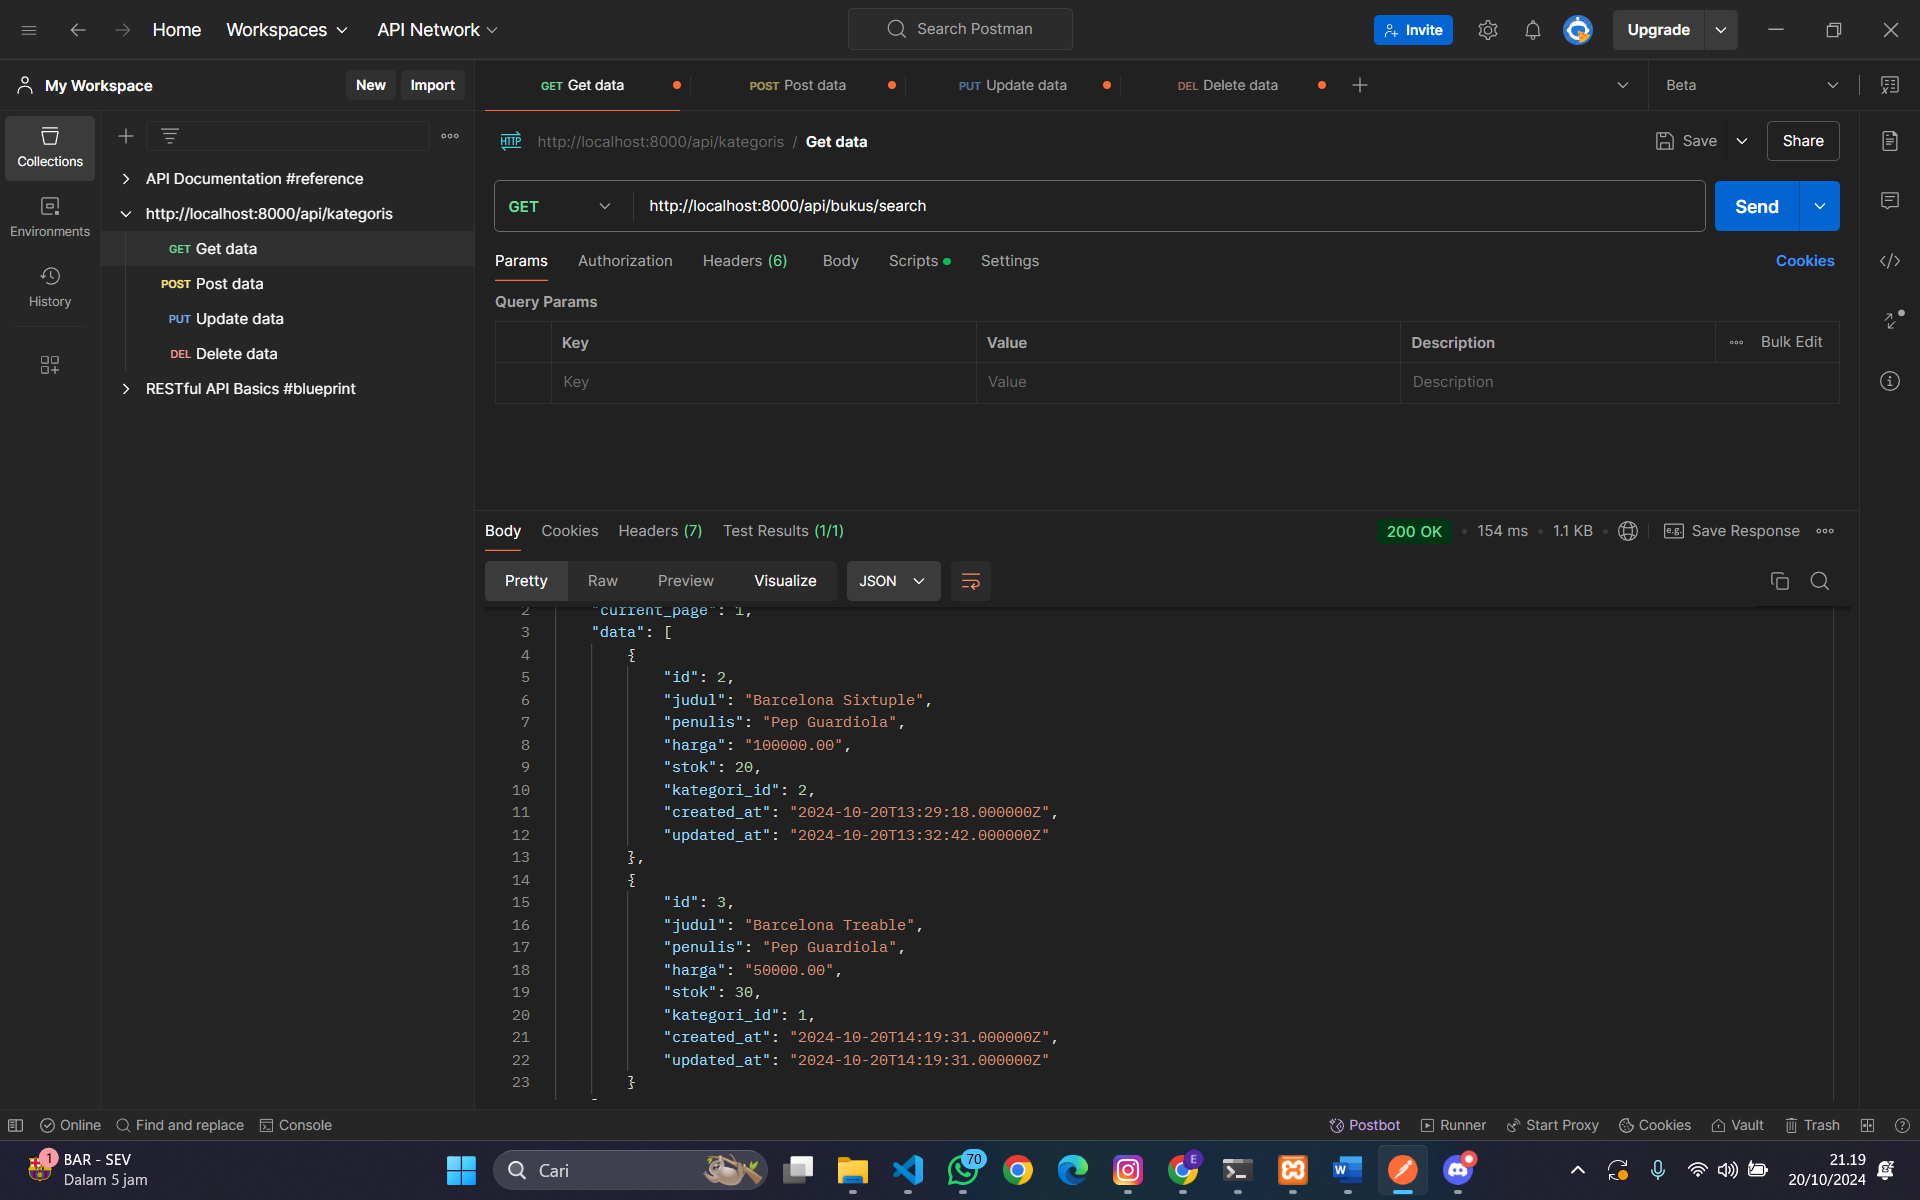 Home
Workspaces
API Network
Search Postman
Invite
Upgrade
My Workspace
New
Import
GET Get data
POST Post data
PUT Update data
DEL Delete data
Beta
Collections
Environments
History
API Documentation #reference
http://localhost:8000/api/kategoris
GET Get data
POST Post data
PUT Update data
DEL Delete data
RESTful API Basics #blueprint
HTTP
http://localhost:8000/api/kategoris / Get data
Save
Share
GET
http://localhost:8000/api/bukus/search
Send
Params
Authorization
Headers (6)
Body
Scripts
Settings
Cookies
Query Params
Key
Value
Description
Bulk Edit
Key
Value
Description
Body
Cookies
Headers (7)
Test Results (1/1)
200 OK
154 ms
1.1 KB
e.g.
Save Response
Pretty
Raw
Preview
Visualize
JSON
2 "current_page": 1,
3 "data": [
4 {
5 "id": 2,
6 "judul": "Barcelona Sixtuple",
7 "penulis": "Pep Guardiola",
8 "harga": "100000.00",
9 "stok": 20,
10 "kategori_id": 2,
11 "created_at": "2024-10-20T13:29:18.000000Z",
12 "updated_at": "2024-10-20T13:32:42.000000Z"
13 },
14 {
15 "id": 3,
16 "judul": "Barcelona Treable",
17 "penulis": "Pep Guardiola",
18 "harga": "50000.00",
19 "stok": 30,
20 "kategori_id": 1,
21 "created_at": "2024-10-20T14:19:31.000000Z",
22 "updated_at": "2024-10-20T14:19:31.000000Z"
23 }
Online
Find and replace
Console
Postbot
Runner
Start Proxy
Cookies
Vault
Trash
1
BAR - SEV
Dalam 5 jam
Cari
70
E
21.19
20/10/2024